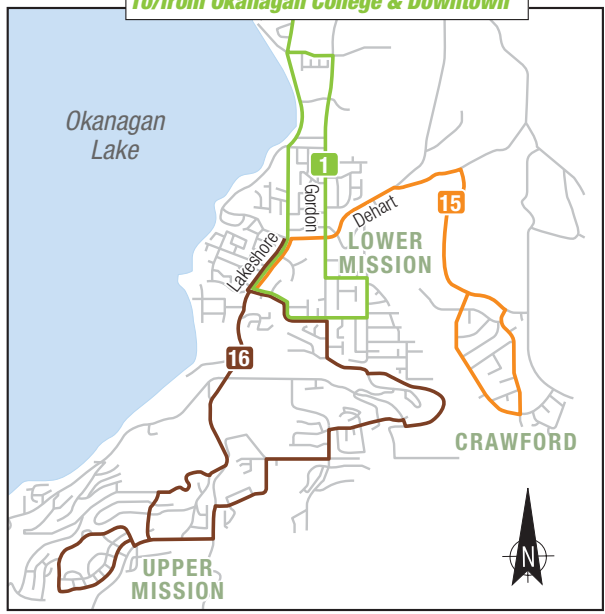 To/from Okanagan College & Downtown
Okanagan
Lake
1
Gordon
Dehart
15
LOWER
MISSION
Lakeshore
16
CRAWFORD
UPPER
MISSION
N